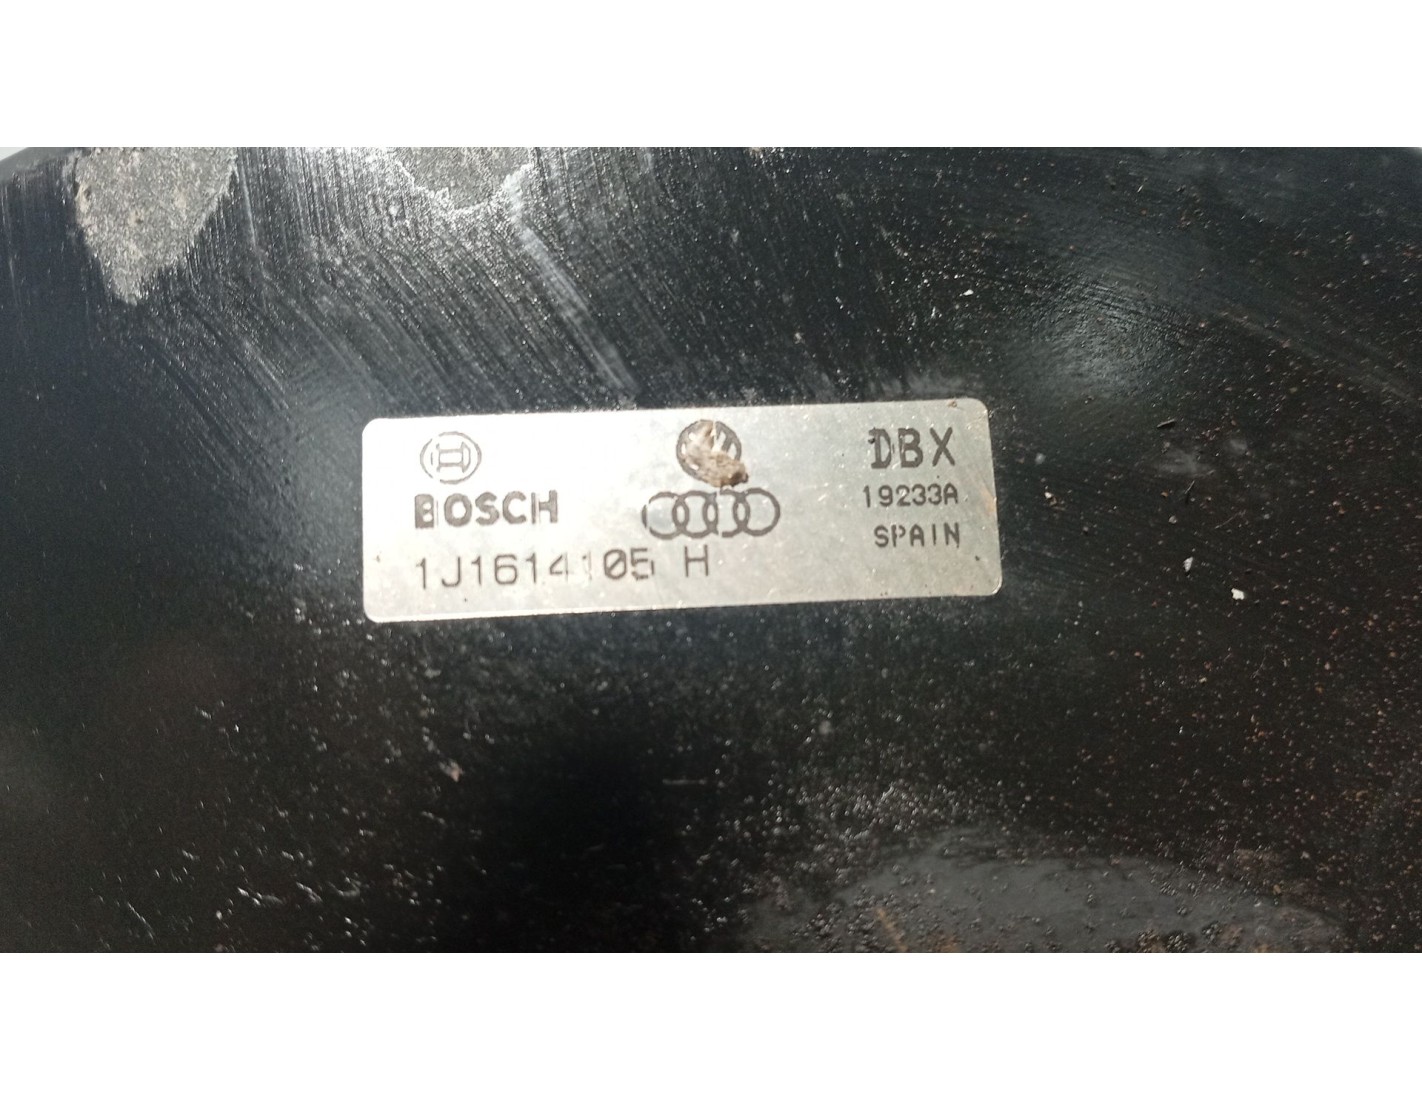 BOSCH
DBX
19233A
SPAIN
1J1614105 H